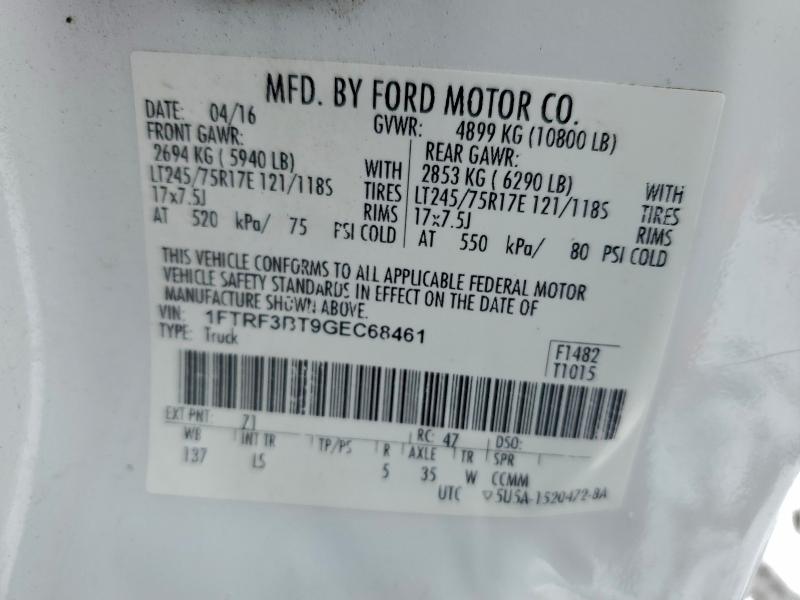 MFD. BY FORD MOTOR CO.
DATE: 04/16 GVWR: 4899 KG (10800 LB)
FRONT GAWR: REAR GAWR:
2694 KG ( 5940 LB) WITH 2853 KG ( 6290 LB) WITH
LT245/75R17E 121/118S TIRES LT245/75R17E 121/118S TIRES
17x7.5J RIMS 17x7.5J RIMS
AT 520 kPa/ 75 PSI COLD AT 550 kPa/ 80 PSI COLD
THIS VEHICLE CONFORMS TO ALL APPLICABLE FEDERAL MOTOR
VEHICLE SAFETY STANDARDS IN EFFECT ON THE DATE OF
MANUFACTURE SHOWN ABOVE.
VIN: 1FTRF3BT9GEC68461
TYPE: Truck
F1482
T1015
EXT PNT: Z1 RC: 47 DSO:
WB INT TR TP/PS R AXLE TR SPR
137 LS 5 35 W CCMM
UTC 5U5A-1520472-BA